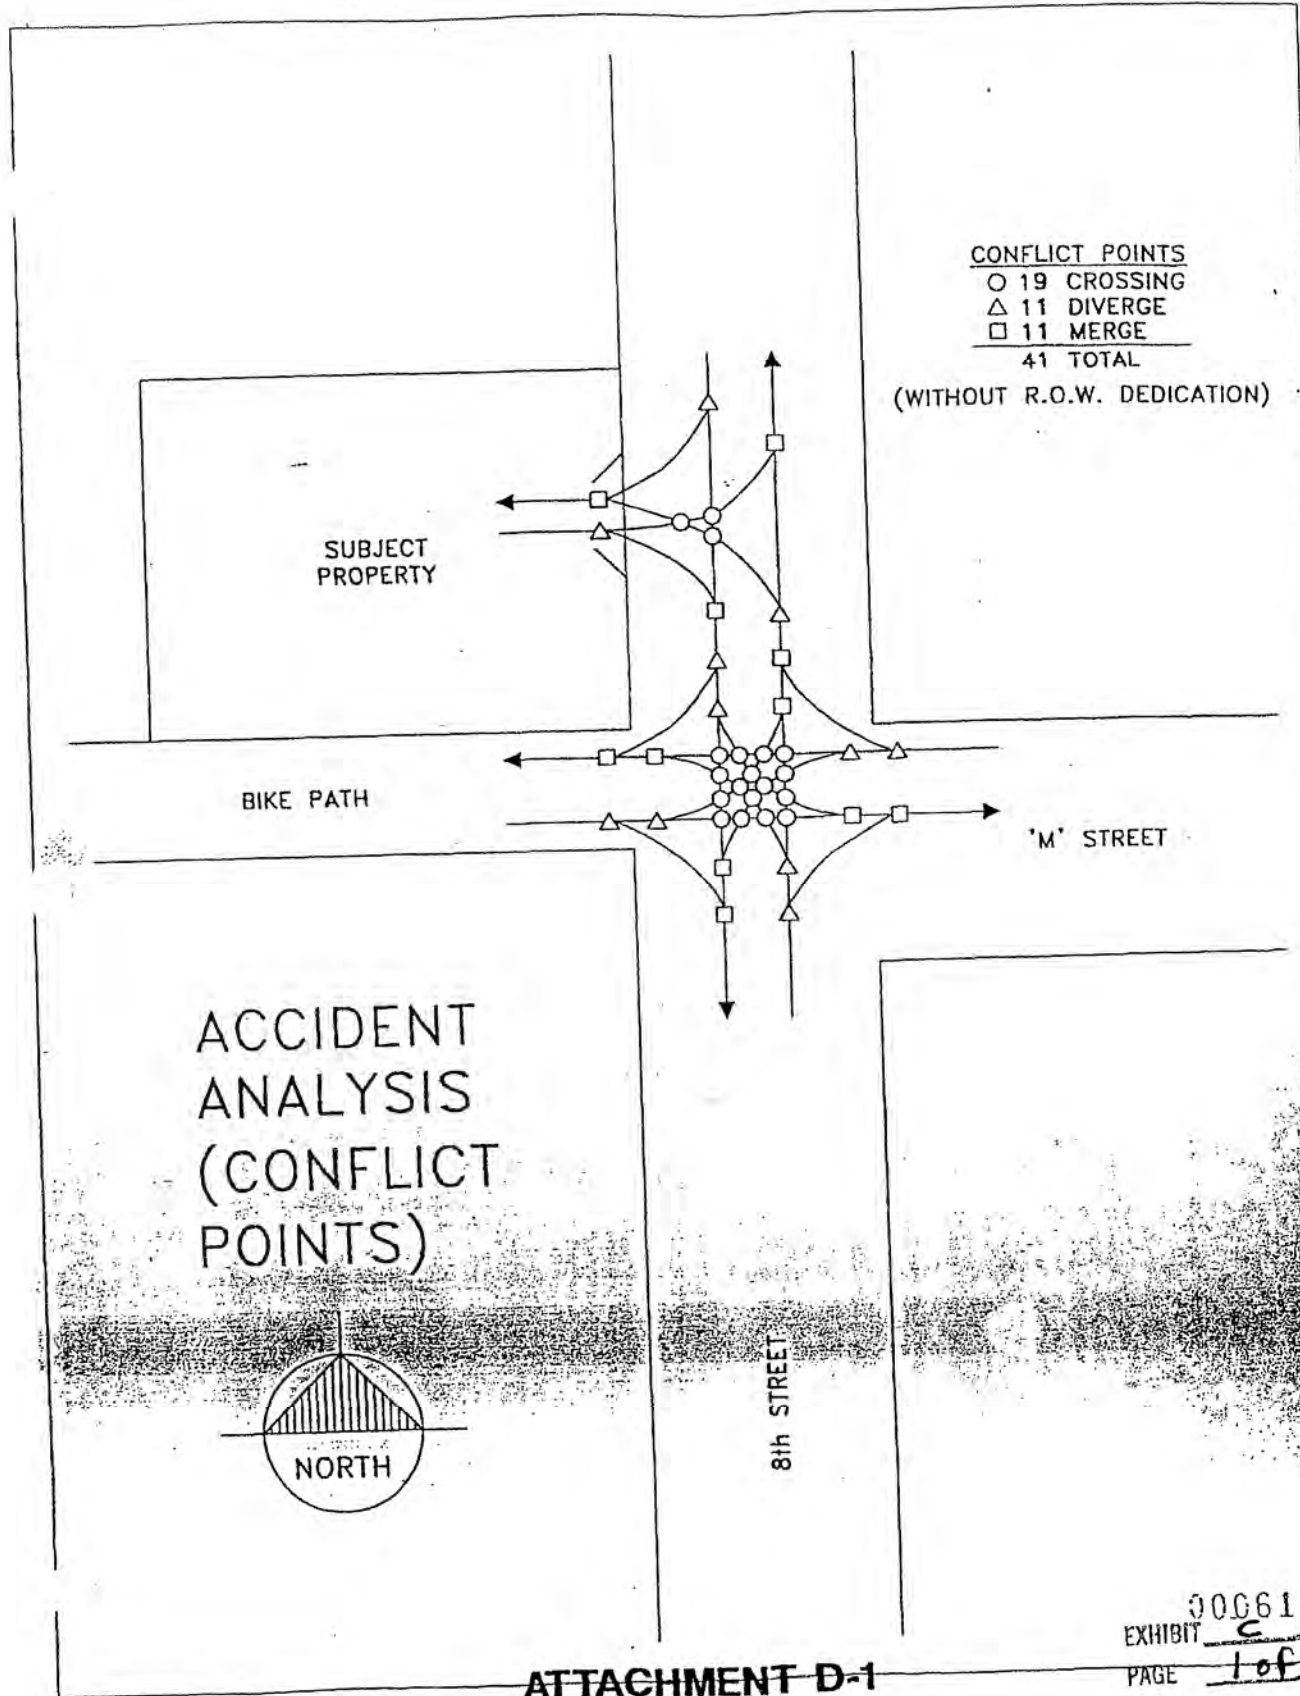 CONFLICT POINTS
19 CROSSING
11 DIVERGE
11 MERGE
41 TOTAL
(WITHOUT R.O.W. DEDICATION)
SUBJECT
PROPERTY
BIKE PATH
'M' STREET
ACCIDENT
ANALYSIS
(CONFLICT
POINTS)
NORTH
8th STREET
00061
EXHIBIT C
PAGE 1 of
ATTACHMENT D-1